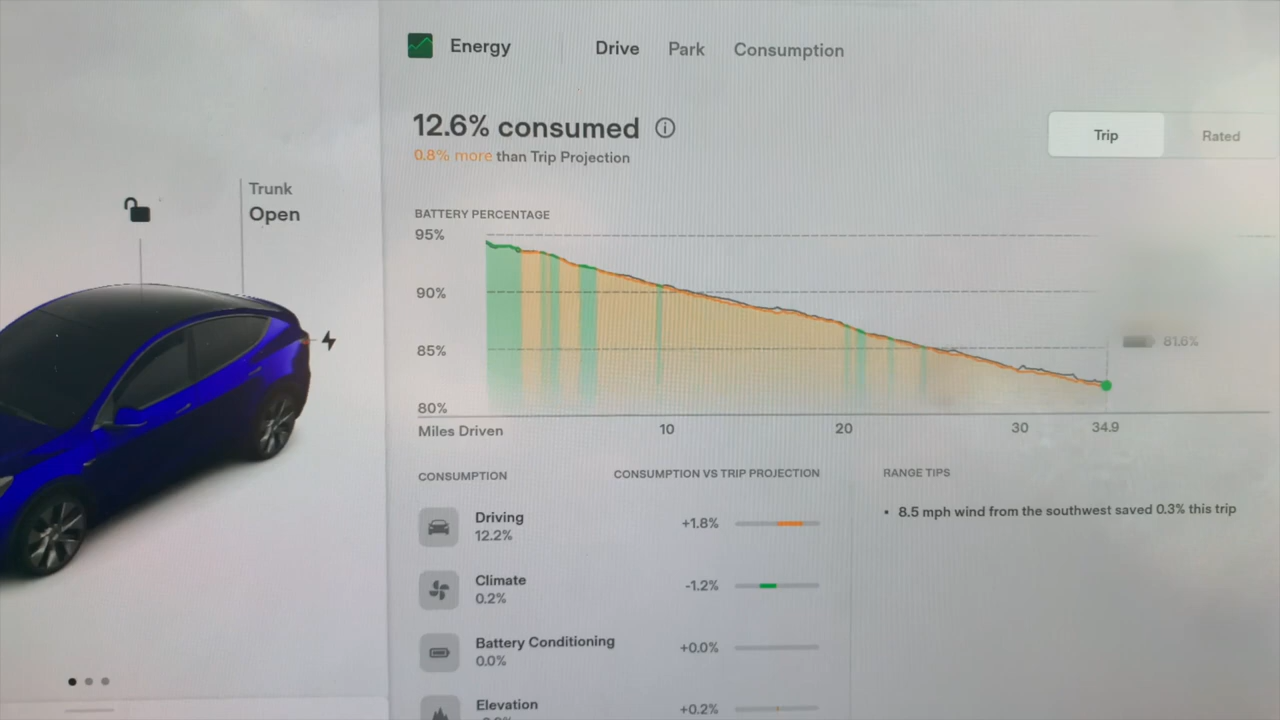 Energy
Drive
Park
Consumption
12.6% consumed
0.8% more than Trip Projection
Trip
Rated
Trunk
Open
BATTERY PERCENTAGE
95%
90%
85%
80%
81.6%
Miles Driven
10
20
30
34.9
CONSUMPTION
CONSUMPTION VS TRIP PROJECTION
Driving
12.2%
+1.8%
Climate
0.2%
-1.2%
Battery Conditioning
0.0%
+0.0%
Elevation
+0.2%
RANGE TIPS
• 8.5 mph wind from the southwest saved 0.3% this trip